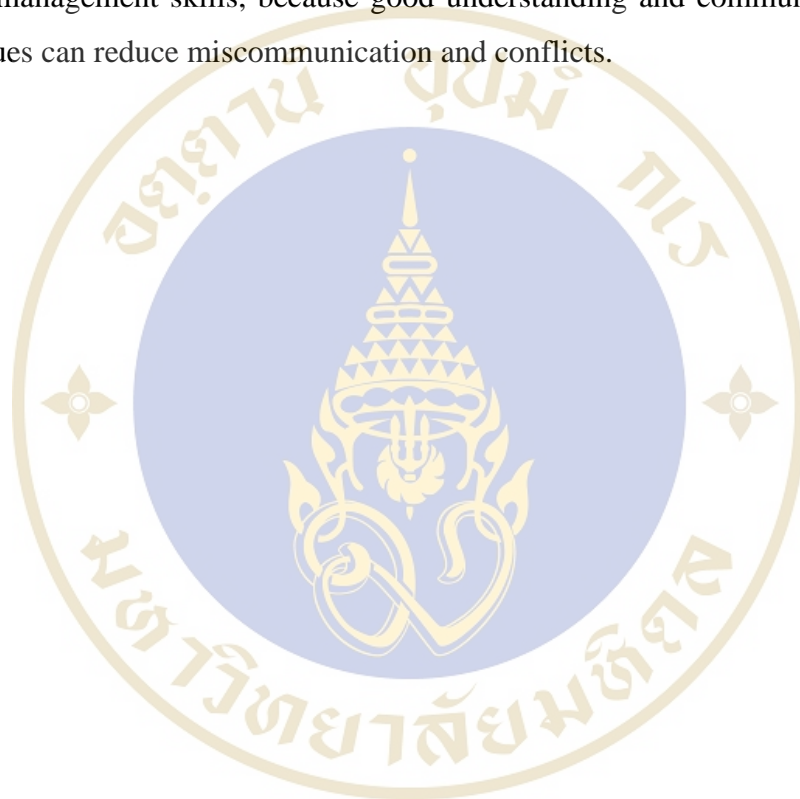 management skills, because good understanding and commun
ues can reduce miscommunication and conflicts.
อตฺตานํ อุปมํ กเร
มหาวิทยาลัยมหิดล